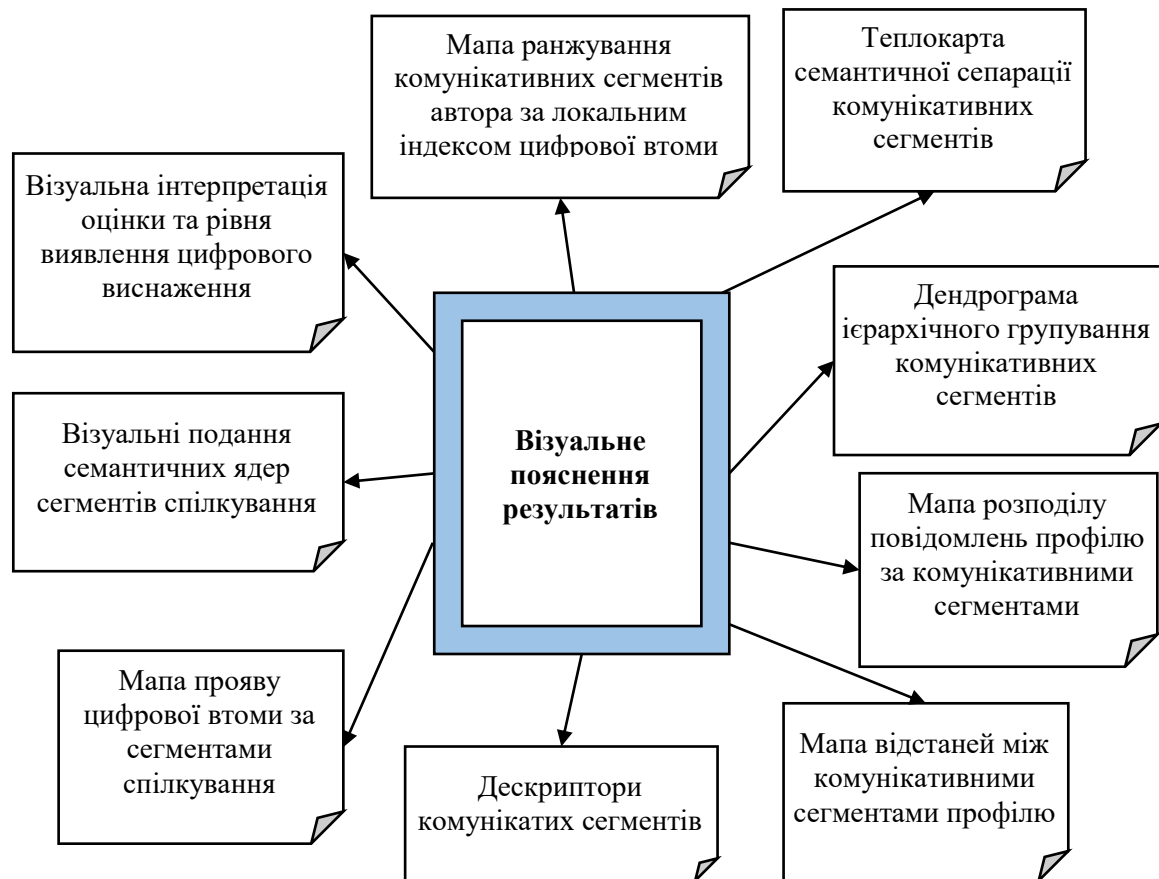 Мапа ранжування
комунікативних сегментів
автора за локальним
індексом цифрової втоми
Теплокарта
семантичної сепарації
комунікативних
сегментів
Візуальна інтерпретація
оцінки та рівня
виявлення цифрового
виснаження
Дендрограма
ієрархічного групування
комунікативних
сегментів
Візуальні подання
семантичних ядер
сегментів спілкування
Візуальне
пояснення
результатів
Мапа розподілу
повідомлень профілю
за комунікативними
сегментами
Мапа прояву
цифрової втоми за
сегментами
спілкування
Дескриптори
комунікатих сегментів
Мапа відстаней між
комунікативними
сегментами профілю